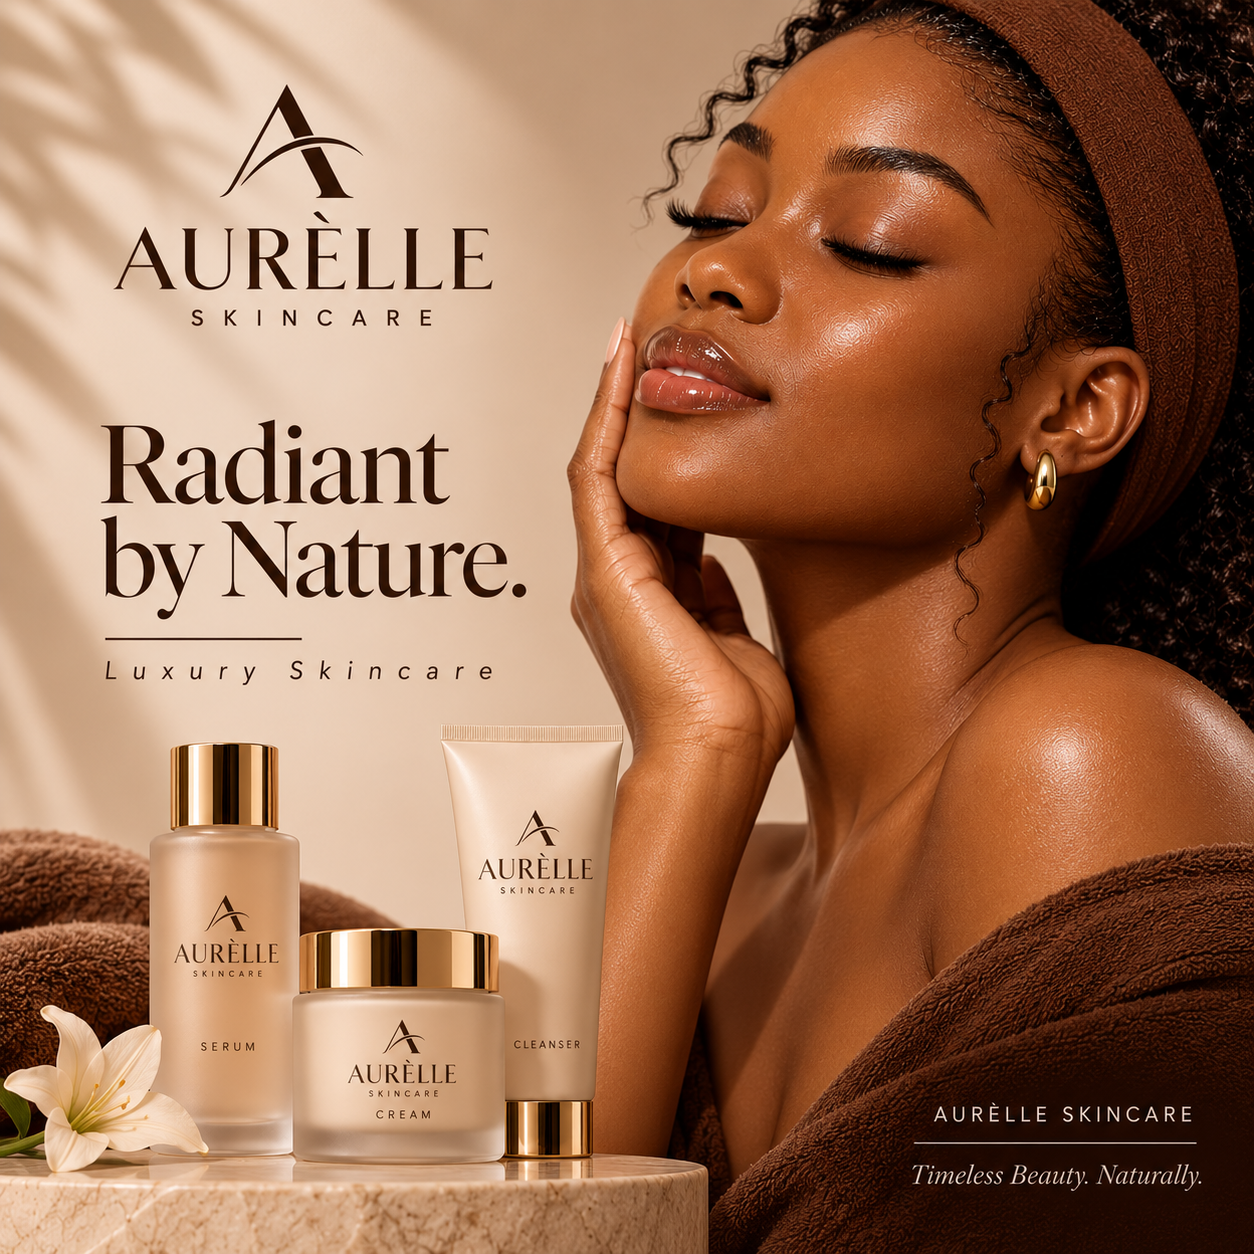 A
AURÈLLE
SKINCARE
Radiant
by Nature.
Luxury Skincare
A
AURÈLLE
SKINCARE
SERUM
A
AURÈLLE
SKINCARE
CREAM
A
AURÈLLE
SKINCARE
CLEANSER
AURÈLLE SKINCARE
Timeless Beauty. Naturally.